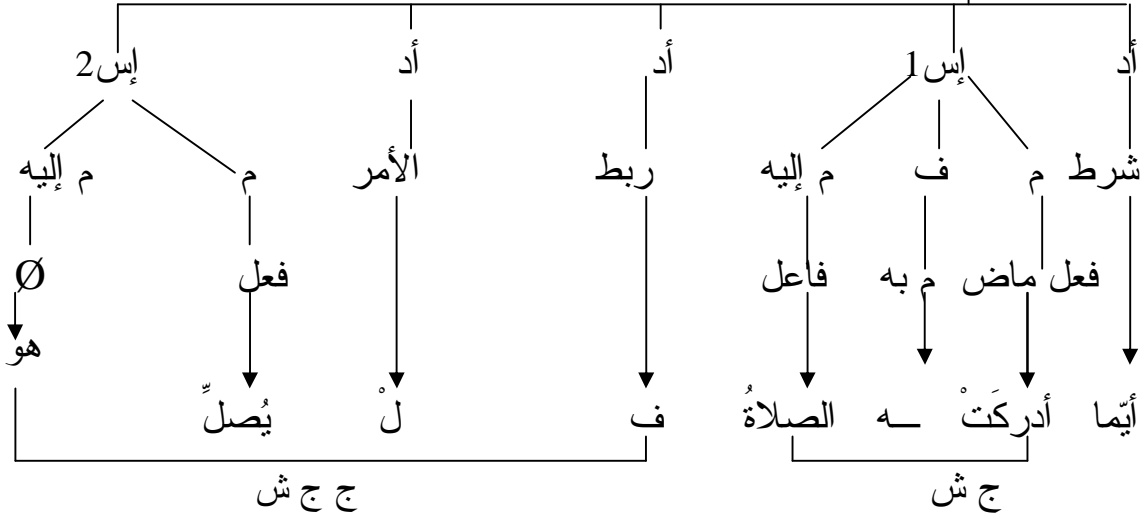 أد إس1 أد أد إس2
شرط م ف م إليه ربط الأمر م م إليه
فعل ماض م به فاعل فعل Ø
هو
أيّما أدركَتْ ـه الصلاةُ ف لْ يُصلِّ
ج ش ج ج ش